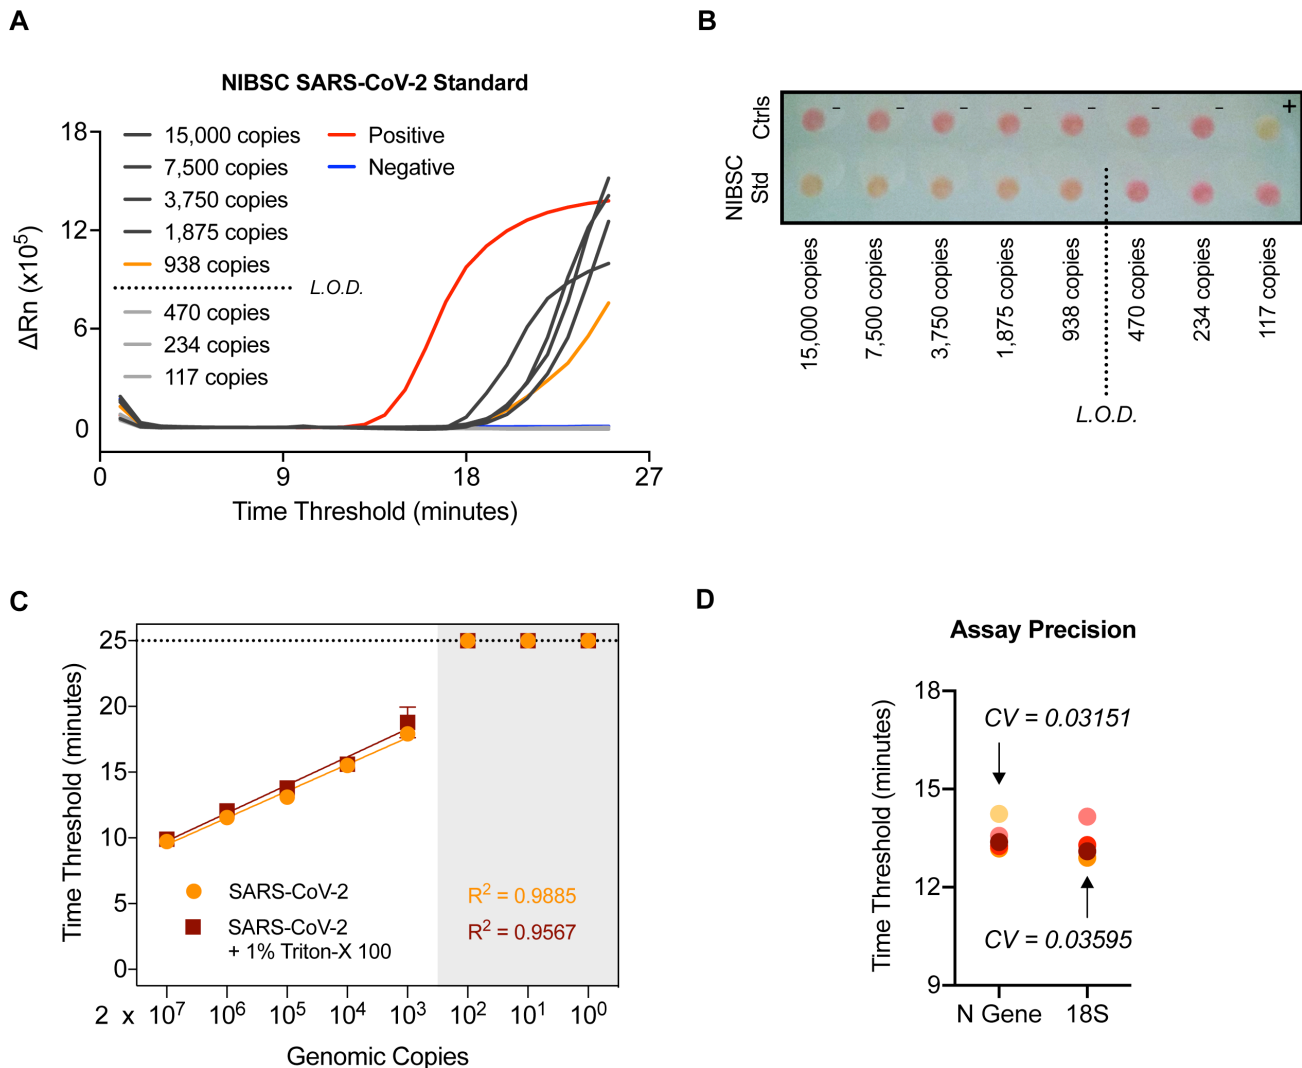 A
NIBSC SARS-CoV-2 Standard
18
12
6
0
ΔRn (x10⁵)
15,000 copies
7,500 copies
3,750 copies
1,875 copies
938 copies
L.O.D.
470 copies
234 copies
117 copies
Positive
Negative
0 9 18 27
Time Threshold (minutes)
B
Ctrls
NIBSC
Std
– – – – – – – +
15,000 copies
7,500 copies
3,750 copies
1,875 copies
938 copies
470 copies
234 copies
117 copies
L.O.D.
C
Time Threshold (minutes)
25
20
15
10
5
0
SARS-CoV-2
SARS-CoV-2
+ 1% Triton-X 100
R² = 0.9885
R² = 0.9567
2 x 10⁷ 10⁶ 10⁵ 10⁴ 10³ 10² 10¹ 10⁰
Genomic Copies
D
Assay Precision
Time Threshold (minutes)
18
15
12
9
CV = 0.03151
CV = 0.03595
N Gene 18S